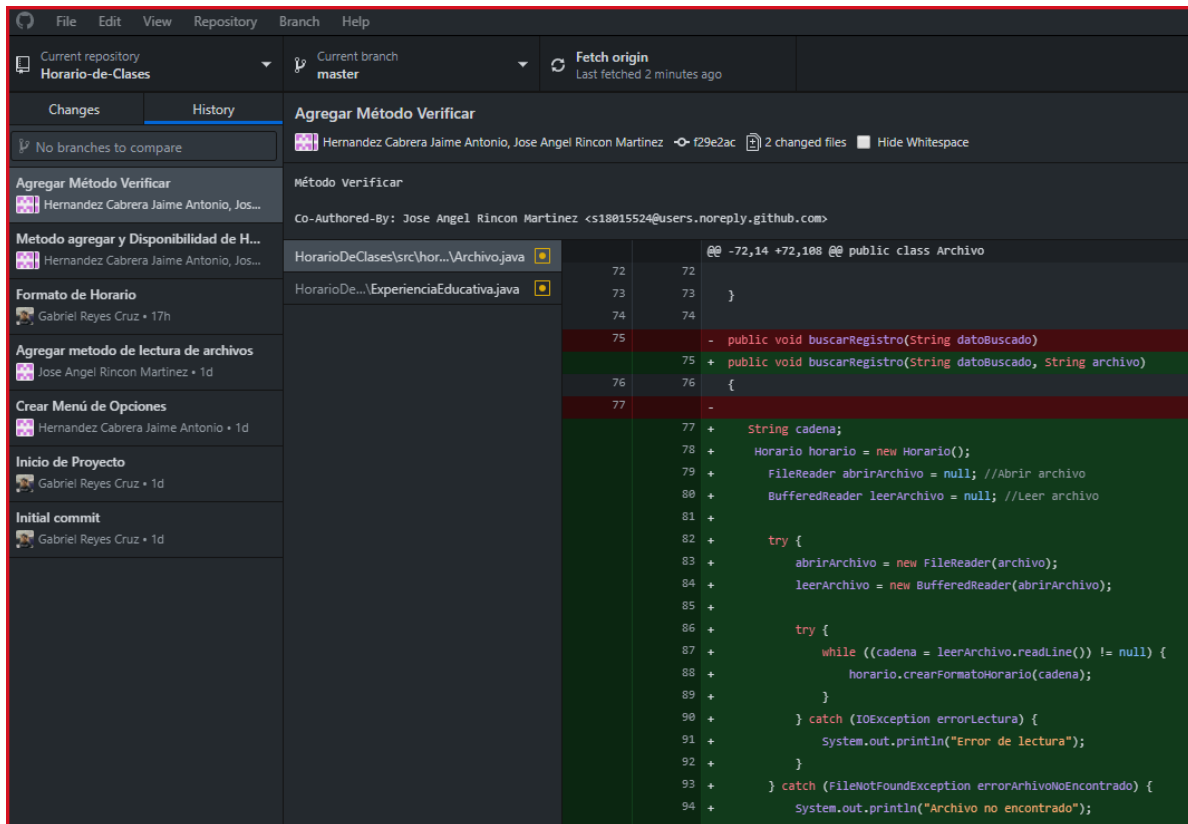 File Edit View Repository Branch Help
Current repository
Horario-de-Clases
Current branch
master
Fetch origin
Last fetched 2 minutes ago
Changes History
No branches to compare
Agregar Método Verificar
Hernandez Cabrera Jaime Antonio, Jos...
Metodo agregar y Disponibilidad de H...
Hernandez Cabrera Jaime Antonio, Jos...
Formato de Horario
Gabriel Reyes Cruz • 17h
Agregar metodo de lectura de archivos
Jose Angel Rincon Martinez • 1d
Crear Menú de Opciones
Hernandez Cabrera Jaime Antonio • 1d
Inicio de Proyecto
Gabriel Reyes Cruz • 1d
Initial commit
Gabriel Reyes Cruz • 1d
Agregar Método Verificar
Hernandez Cabrera Jaime Antonio, Jose Angel Rincon Martinez f29e2ac 2 changed files Hide Whitespace
Método Verificar
Co-Authored-By: Jose Angel Rincon Martinez <s18015524@users.noreply.github.com>
HorarioDeClases\src\hor...\Archivo.java
HorarioDe...\ExperienciaEducativa.java
@@ -72,14 +72,108 @@ public class Archivo
72 72
73 73 }
74 74
75 - public void buscarRegistro(String datoBuscado)
75 + public void buscarRegistro(String datoBuscado, String archivo)
76 76 {
77 -
77 + String cadena;
78 + Horario horario = new Horario();
79 + FileReader abrirArchivo = null; //Abrir archivo
80 + BufferedReader leerArchivo = null; //Leer archivo
81 +
82 + try {
83 + abrirArchivo = new FileReader(archivo);
84 + leerArchivo = new BufferedReader(abrirArchivo);
85 +
86 + try {
87 + while ((cadena = leerArchivo.readLine()) != null) {
88 + horario.crearFormatoHorario(cadena);
89 + }
90 + } catch (IOException errorLectura) {
91 + System.out.println("Error de lectura");
92 + }
93 + } catch (FileNotFoundException errorArhivoNoEncontrado) {
94 + System.out.println("Archivo no encontrado");